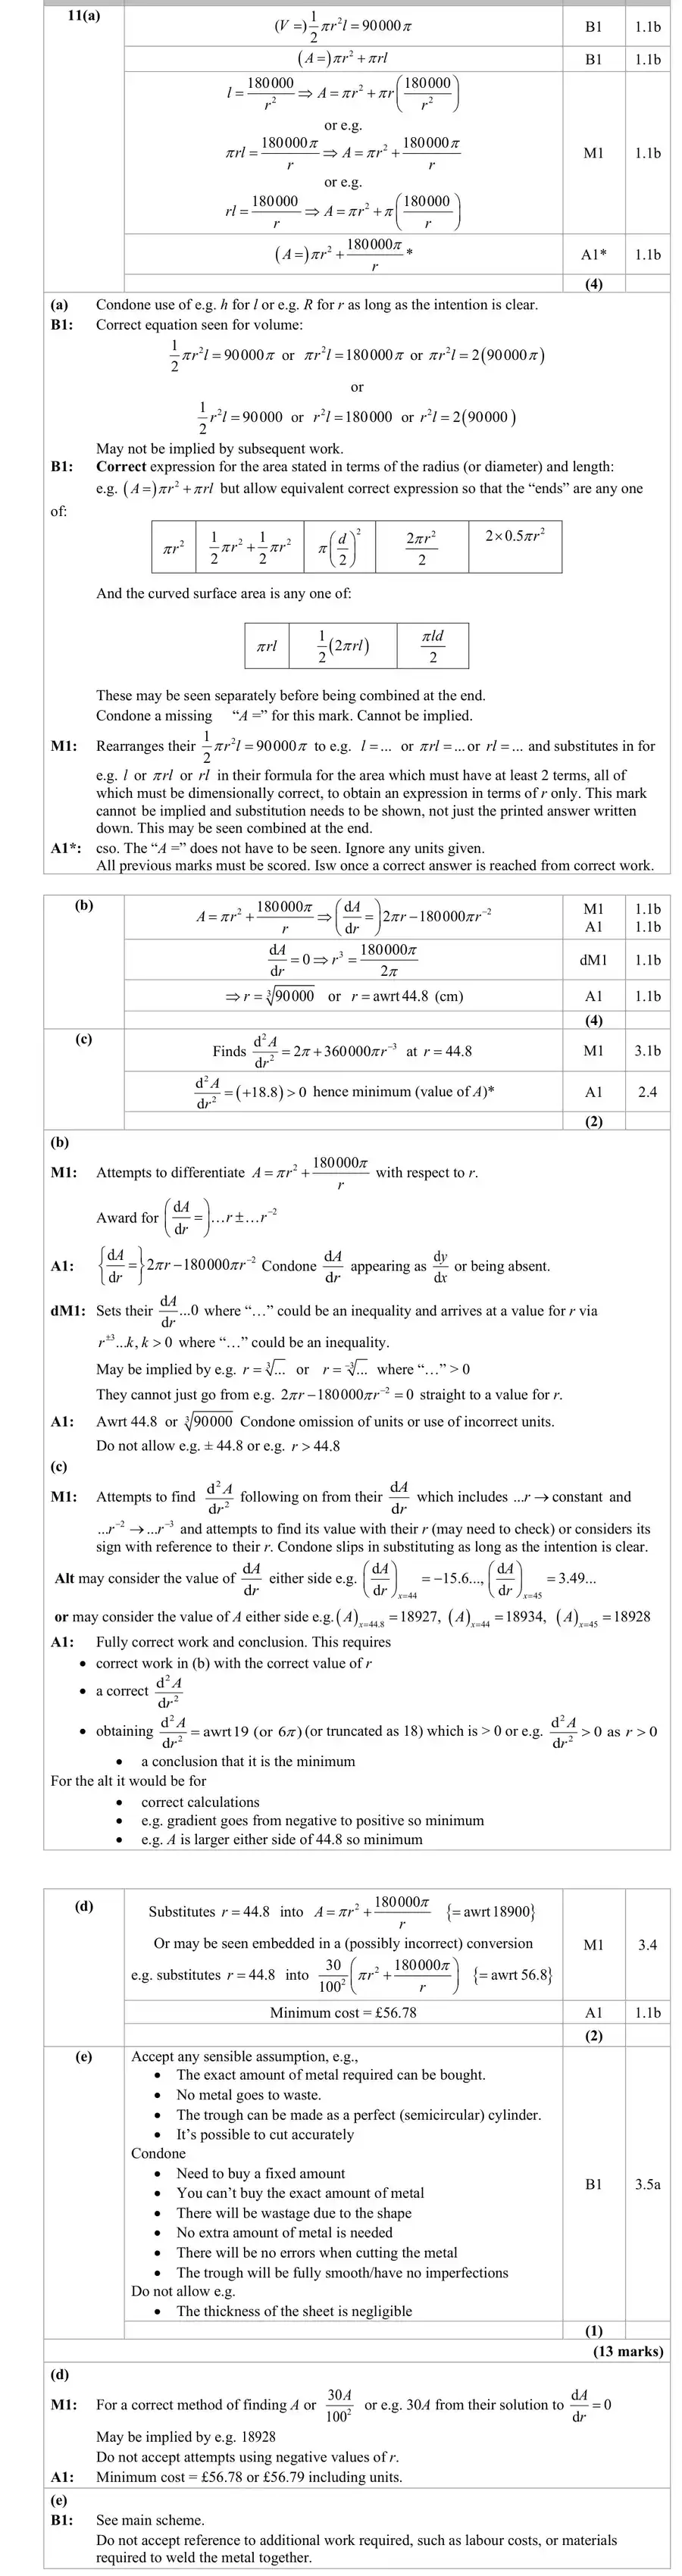 11(a)
(V =) 1/2 πr²l = 90000π B1 1.1b
(A =) πr² + πrl B1 1.1b
l = 180000/r² ⇒ A = πr² + πr(180000/r²)
or e.g.
πrl = 180000π/r ⇒ A = πr² + 180000π/r M1 1.1b
or e.g.
rl = 180000/r ⇒ A = πr² + π(180000/r)
(A =) πr² + 180000π/r * A1* 1.1b
(4)
(a) Condone use of e.g. h for l or e.g. R for r as long as the intention is clear.
B1: Correct equation seen for volume:
1/2 πr²l = 90000π or πr²l = 180000π or πr²l = 2(90000π)
or
1/2 r²l = 90000 or r²l = 180000 or r²l = 2(90000)
May not be implied by subsequent work.
B1: Correct expression for the area stated in terms of the radius (or diameter) and length:
e.g. (A =) πr² + πrl but allow equivalent correct expression so that the “ends” are any one
of:
πr² 1/2 πr² + 1/2 πr² π(d/2)² 2πr²/2 2×0.5πr²
And the curved surface area is any one of:
πrl 1/2 (2πrl) πld/2
These may be seen separately before being combined at the end.
Condone a missing “A =” for this mark. Cannot be implied.
M1: Rearranges their 1/2 πr²l = 90000π to e.g. l = ... or πrl = ... or rl = ... and substitutes in for
e.g. l or πrl or rl in their formula for the area which must have at least 2 terms, all of
which must be dimensionally correct, to obtain an expression in terms of r only. This mark
cannot be implied and substitution needs to be shown, not just the printed answer written
down. This may be seen combined at the end.
A1*: cso. The “A =” does not have to be seen. Ignore any units given.
All previous marks must be scored. Isw once a correct answer is reached from correct work.
(b)
A = πr² + 180000π/r ⇒ (dA/dr =) 2πr − 180000πr⁻² M1 1.1b
A1 1.1b
dA/dr = 0 ⇒ r³ = 180000π/2π dM1 1.1b
⇒ r = ∛90000 or r = awrt 44.8 (cm) A1 1.1b
(4)
(c)
Finds d²A/dr² = 2π + 360000πr⁻³ at r = 44.8 M1 3.1b
d²A/dr² = (+18.8) > 0 hence minimum (value of A)* A1 2.4
(2)
(b)
M1: Attempts to differentiate A = πr² + 180000π/r with respect to r.
Award for (dA/dr =) ...r ± ...r⁻²
A1: {dA/dr =} 2πr − 180000πr⁻² Condone dA/dr appearing as dy/dx or being absent.
dM1: Sets their dA/dr ...0 where “…” could be an inequality and arrives at a value for r via
r^±3 ...k, k > 0 where “…” could be an inequality.
May be implied by e.g. r = ∛... or r = ⁻³√... where “…” > 0
They cannot just go from e.g. 2πr − 180000πr⁻² = 0 straight to a value for r.
A1: Awrt 44.8 or ∛90000 Condone omission of units or use of incorrect units.
Do not allow e.g. ± 44.8 or e.g. r > 44.8
(c)
M1: Attempts to find d²A/dr² following on from their dA/dr which includes ...r → constant and
...r⁻² → ...r⁻³ and attempts to find its value with their r (may need to check) or considers its
sign with reference to their r. Condone slips in substituting as long as the intention is clear.
Alt may consider the value of dA/dr either side e.g. (dA/dr)x=44 = −15.6..., (dA/dr)x=45 = 3.49...
or may consider the value of A either side e.g. (A)x=44.8 = 18927, (A)x=44 = 18934, (A)x=45 = 18928
A1: Fully correct work and conclusion. This requires
• correct work in (b) with the correct value of r
• a correct d²A/dr²
• obtaining d²A/dr² = awrt 19 (or 6π) (or truncated as 18) which is > 0 or e.g. d²A/dr² > 0 as r > 0
• a conclusion that it is the minimum
For the alt it would be for
• correct calculations
• e.g. gradient goes from negative to positive so minimum
• e.g. A is larger either side of 44.8 so minimum
(d)
Substitutes r = 44.8 into A = πr² + 180000π/r {= awrt 18900}
Or may be seen embedded in a (possibly incorrect) conversion M1 3.4
e.g. substitutes r = 44.8 into 30/100² (πr² + 180000π/r) {= awrt 56.8}
Minimum cost = £56.78 A1 1.1b
(2)
(e) Accept any sensible assumption, e.g.,
• The exact amount of metal required can be bought.
• No metal goes to waste.
• The trough can be made as a perfect (semicircular) cylinder.
• It’s possible to cut accurately
Condone
• Need to buy a fixed amount
• You can’t buy the exact amount of metal B1 3.5a
• There will be wastage due to the shape
• No extra amount of metal is needed
• There will be no errors when cutting the metal
• The trough will be fully smooth/have no imperfections
Do not allow e.g.
• The thickness of the sheet is negligible
(1)
(13 marks)
(d)
M1: For a correct method of finding A or 30A/100² or e.g. 30A from their solution to dA/dr = 0
May be implied by e.g. 18928
Do not accept attempts using negative values of r.
A1: Minimum cost = £56.78 or £56.79 including units.
(e)
B1: See main scheme.
Do not accept reference to additional work required, such as labour costs, or materials
required to weld the metal together.